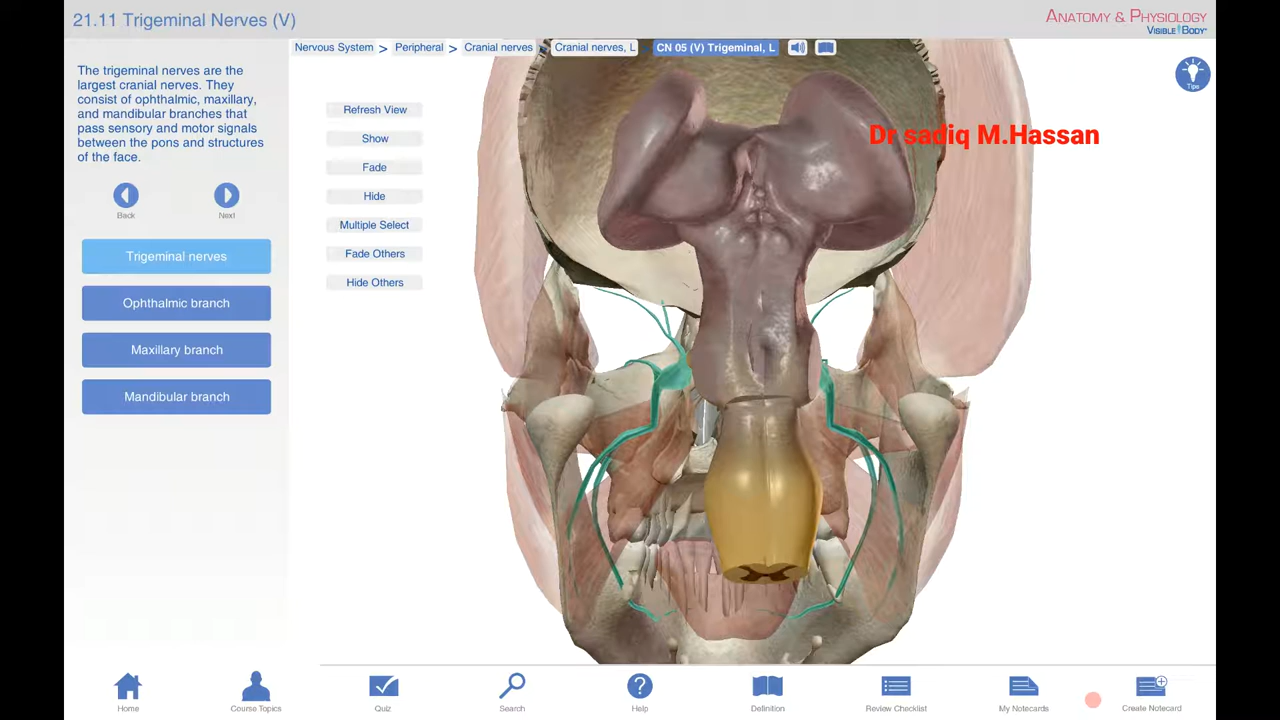 21.11 Trigeminal Nerves (V)
ANATOMY & PHYSIOLOGY
VISIBLE BODY®
Nervous System > Peripheral > Cranial nerves > Cranial nerves, L CN 05 (V) Trigeminal, L
The trigeminal nerves are the
largest cranial nerves. They
consist of ophthalmic, maxillary,
and mandibular branches that
pass sensory and motor signals
between the pons and structures
of the face.
Back
Next
Trigeminal nerves
Ophthalmic branch
Maxillary branch
Mandibular branch
Refresh View
Show
Fade
Hide
Multiple Select
Fade Others
Hide Others
Tips
Dr sadiq M.Hassan
Home
Course Topics
Quiz
Search
Help
Definition
Review Checklist
My Notecards
Create Notecard